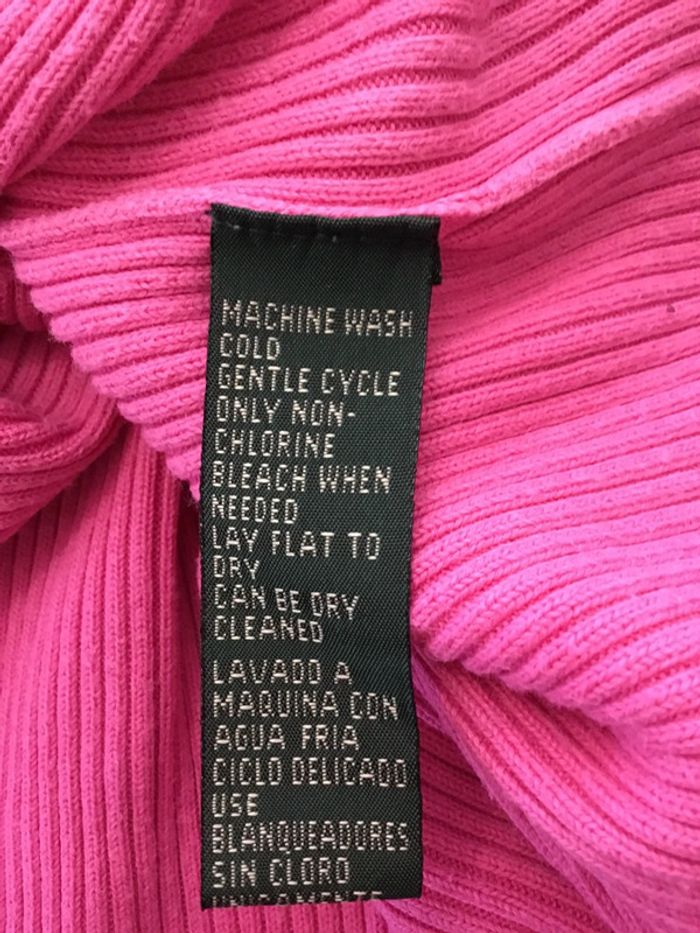 MACHINE WASH
COLD
GENTLE CYCLE
ONLY NON-
CHLORINE
BLEACH WHEN
NEEDED
LAY FLAT TO
DRY
CAN BE DRY
CLEANED
LAVADO A
MAQUINA CON
AGUA FRIA
CICLO DELICADO
USE
BLANQUEADORES
SIN CLORO
UNICAMENTE